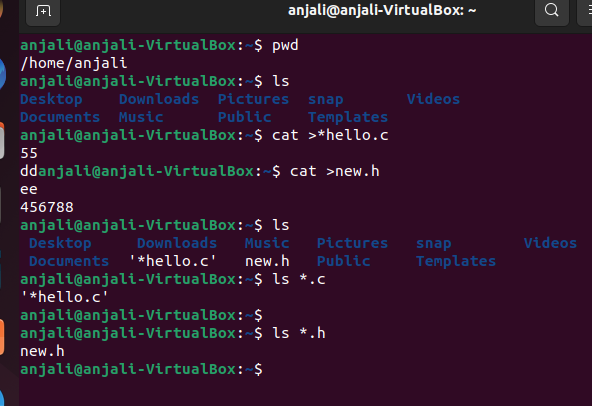 anjali@anjali-VirtualBox: ~
anjali@anjali-VirtualBox:~$ pwd
/home/anjali
anjali@anjali-VirtualBox:~$ ls
Desktop Downloads Pictures snap Videos
Documents Music Public Templates
anjali@anjali-VirtualBox:~$ cat >*hello.c
55
ddanjali@anjali-VirtualBox:~$ cat >new.h
ee
456788
anjali@anjali-VirtualBox:~$ ls
Desktop Downloads Music Pictures snap Videos
Documents '*hello.c' new.h Public Templates
anjali@anjali-VirtualBox:~$ ls *.c
'*hello.c'
anjali@anjali-VirtualBox:~$
anjali@anjali-VirtualBox:~$ ls *.h
new.h
anjali@anjali-VirtualBox:~$